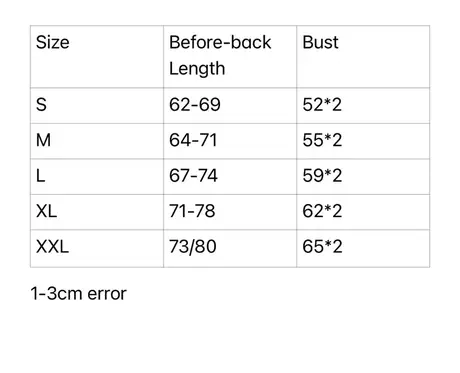 Size Before-back Bust
Length
S 62-69 52*2
M 64-71 55*2
L 67-74 59*2
XL 71-78 62*2
XXL 73/80 65*2
1-3cm error